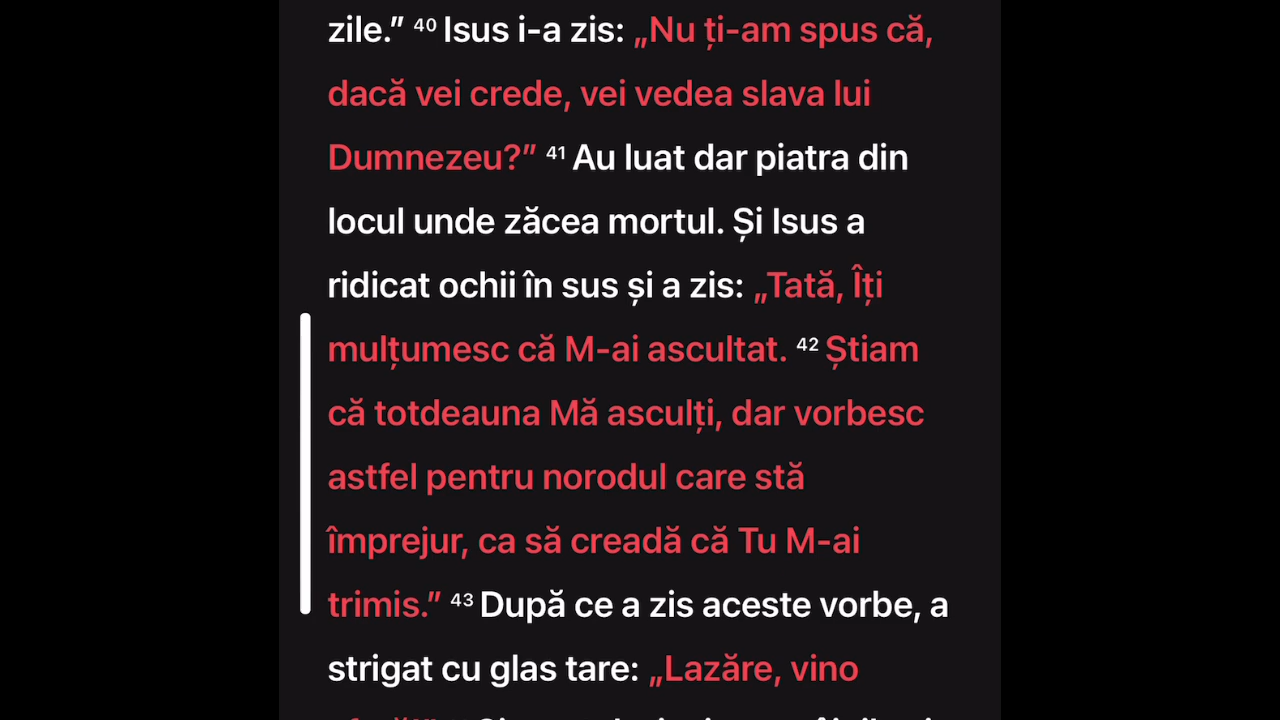 zile.” 40 Isus i-a zis: „Nu ți-am spus că,
dacă vei crede, vei vedea slava lui
Dumnezeu?” 41 Au luat dar piatra din
locul unde zăcea mortul. Și Isus a
ridicat ochii în sus și a zis: „Tată, Îți
mulțumesc că M-ai ascultat. 42 Știam
că totdeauna Mă asculți, dar vorbesc
astfel pentru norodul care stă
împrejur, ca să creadă că Tu M-ai
trimis.” 43 După ce a zis aceste vorbe, a
strigat cu glas tare: „Lazăre, vino